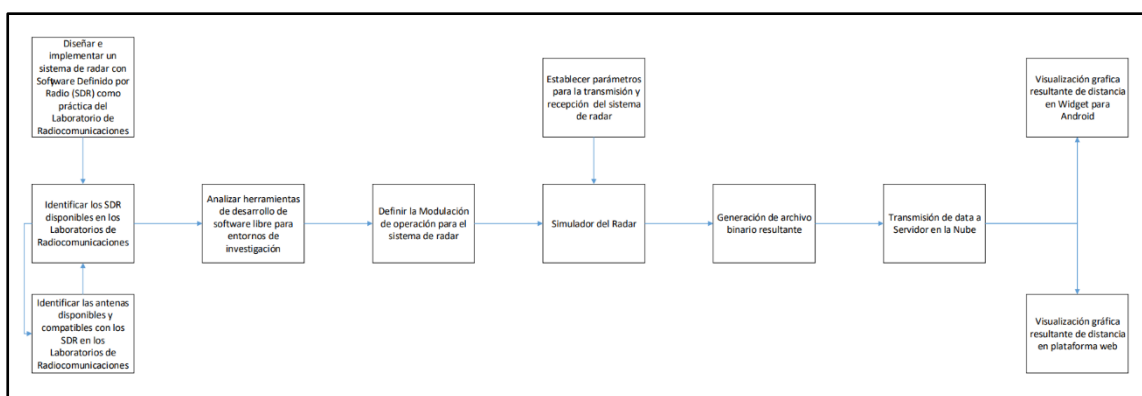 Diseñar e
implementar un
sistema de radar con
Software Definido por
Radio (SDR) como
práctica del
Laboratorio de
Radiocomunicaciones
Establecer parámetros
para la transmisión y
recepción del sistema
de radar
Visualización grafica
resultante de distancia
en Widget para
Android
Identificar los SDR
disponibles en los
Laboratorios de
Radiocomunicaciones
Analizar herramientas
de desarrollo de
software libre para
entornos de
investigación
Definir la Modulación
de operación para el
sistema de radar
Simulador del Radar
Generación de archivo
binario resultante
Transmisión de data a
Servidor en la Nube
Identificar las antenas
disponibles y
compatibles con los
SDR en los
Laboratorios de
Radiocomunicaciones
Visualización gráfica
resultante de distancia
en plataforma web